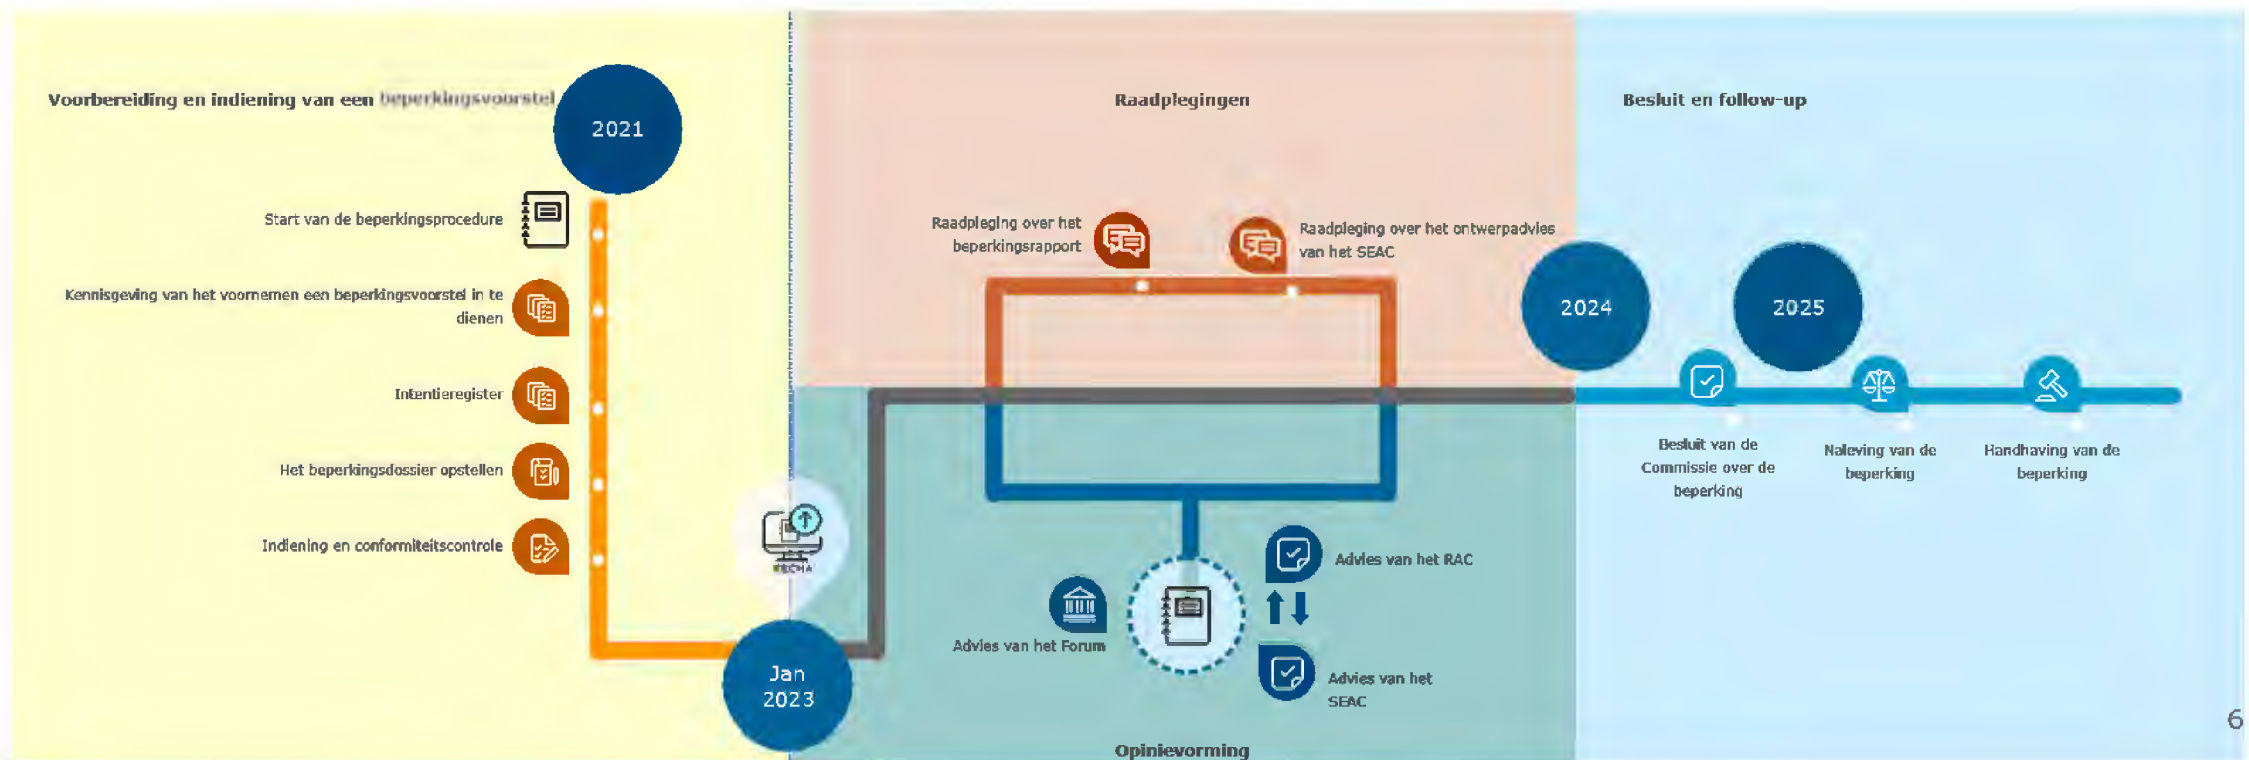 Voorbereiding en indiening van een beperkingsvoorstel
2021
Start van de beperkingsprocedure
Kennisgeving van het voornemen een beperkingsvoorstel in te
dienen
Intentieregister
Het beperkingsdossier opstellen
Indiening en conformiteitscontrole
ECHA
Jan
2023
Raadplegingen
Raadpleging over het
beperkingsrapport
Raadpleging over het ontwerpadvies
van het SEAC
Advies van het Forum
Advies van het RAC
Advies van het
SEAC
Opinievorming
Besluit en follow-up
2024
2025
Besluit van de
Commissie over de
beperking
Naleving van de
beperking
Handhaving van de
beperking
6